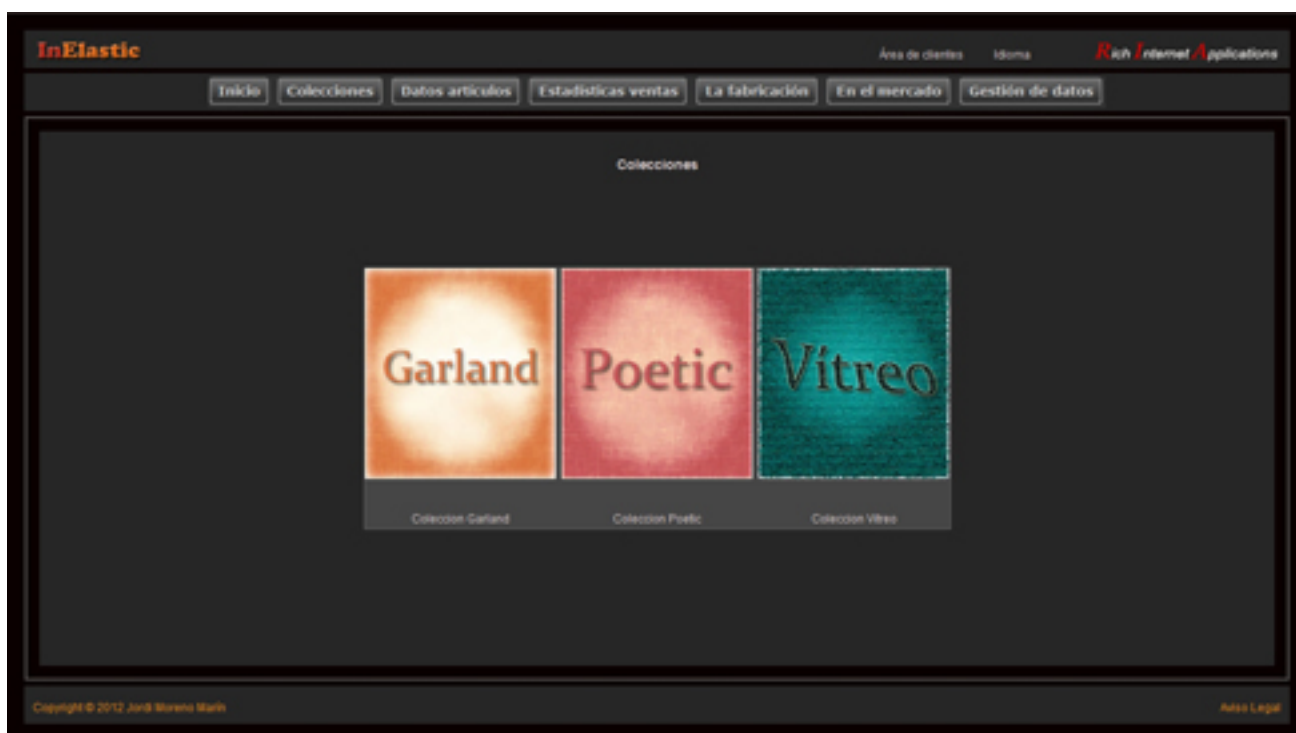 InElastic
Área de clientes Idioma Rich Internet Applications
Inicio Colecciones Datos artículos Estadísticas ventas La fabricación En el mercado Gestión de datos
Colecciones
Garland Poetic Vítreo
Coleccion Garland Coleccion Poetic Coleccion Vitreo
Copyright © 2012 Jordi Moreno Marín Aviso Legal